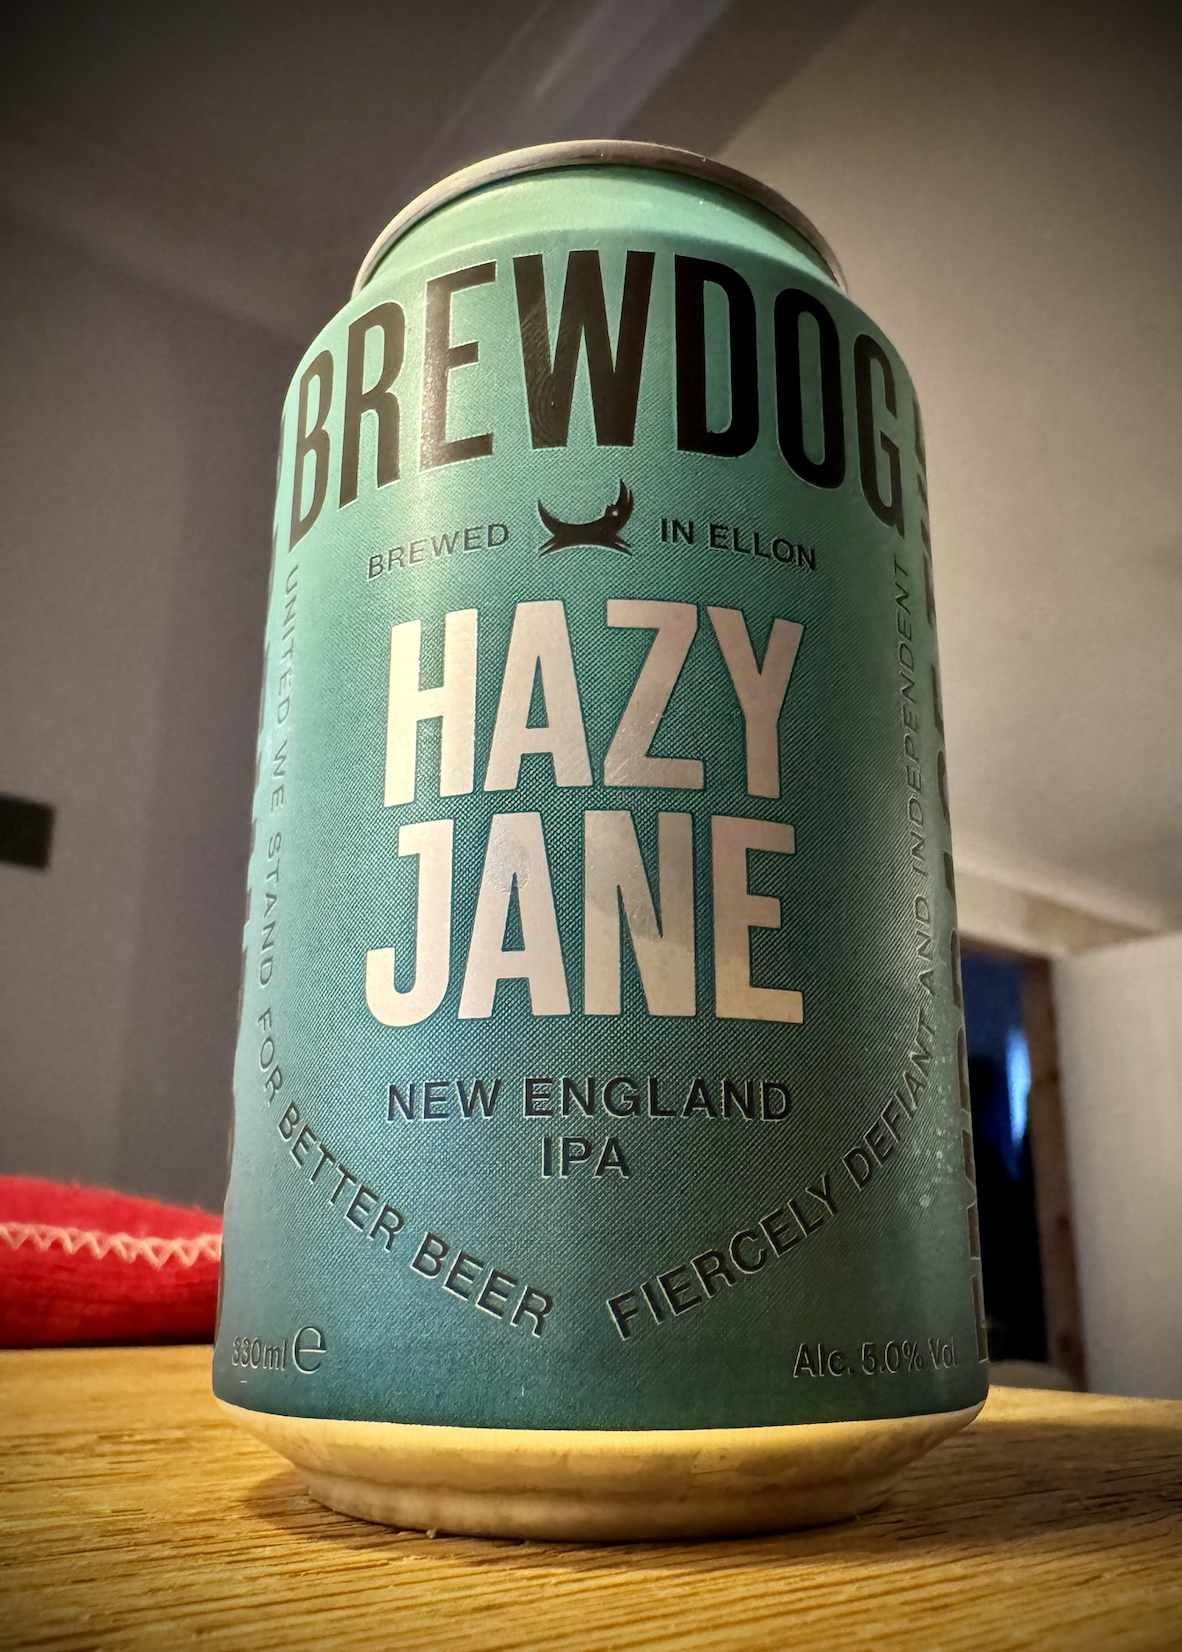 BREWDOG
BREWED IN ELLON
HAZY
JANE
NEW ENGLAND
IPA
UNITED WE STAND FOR BETTER BEER
FIERCELY DEFIANT AND INDEPENDENT
330ml e
Alc. 5.0% Vol